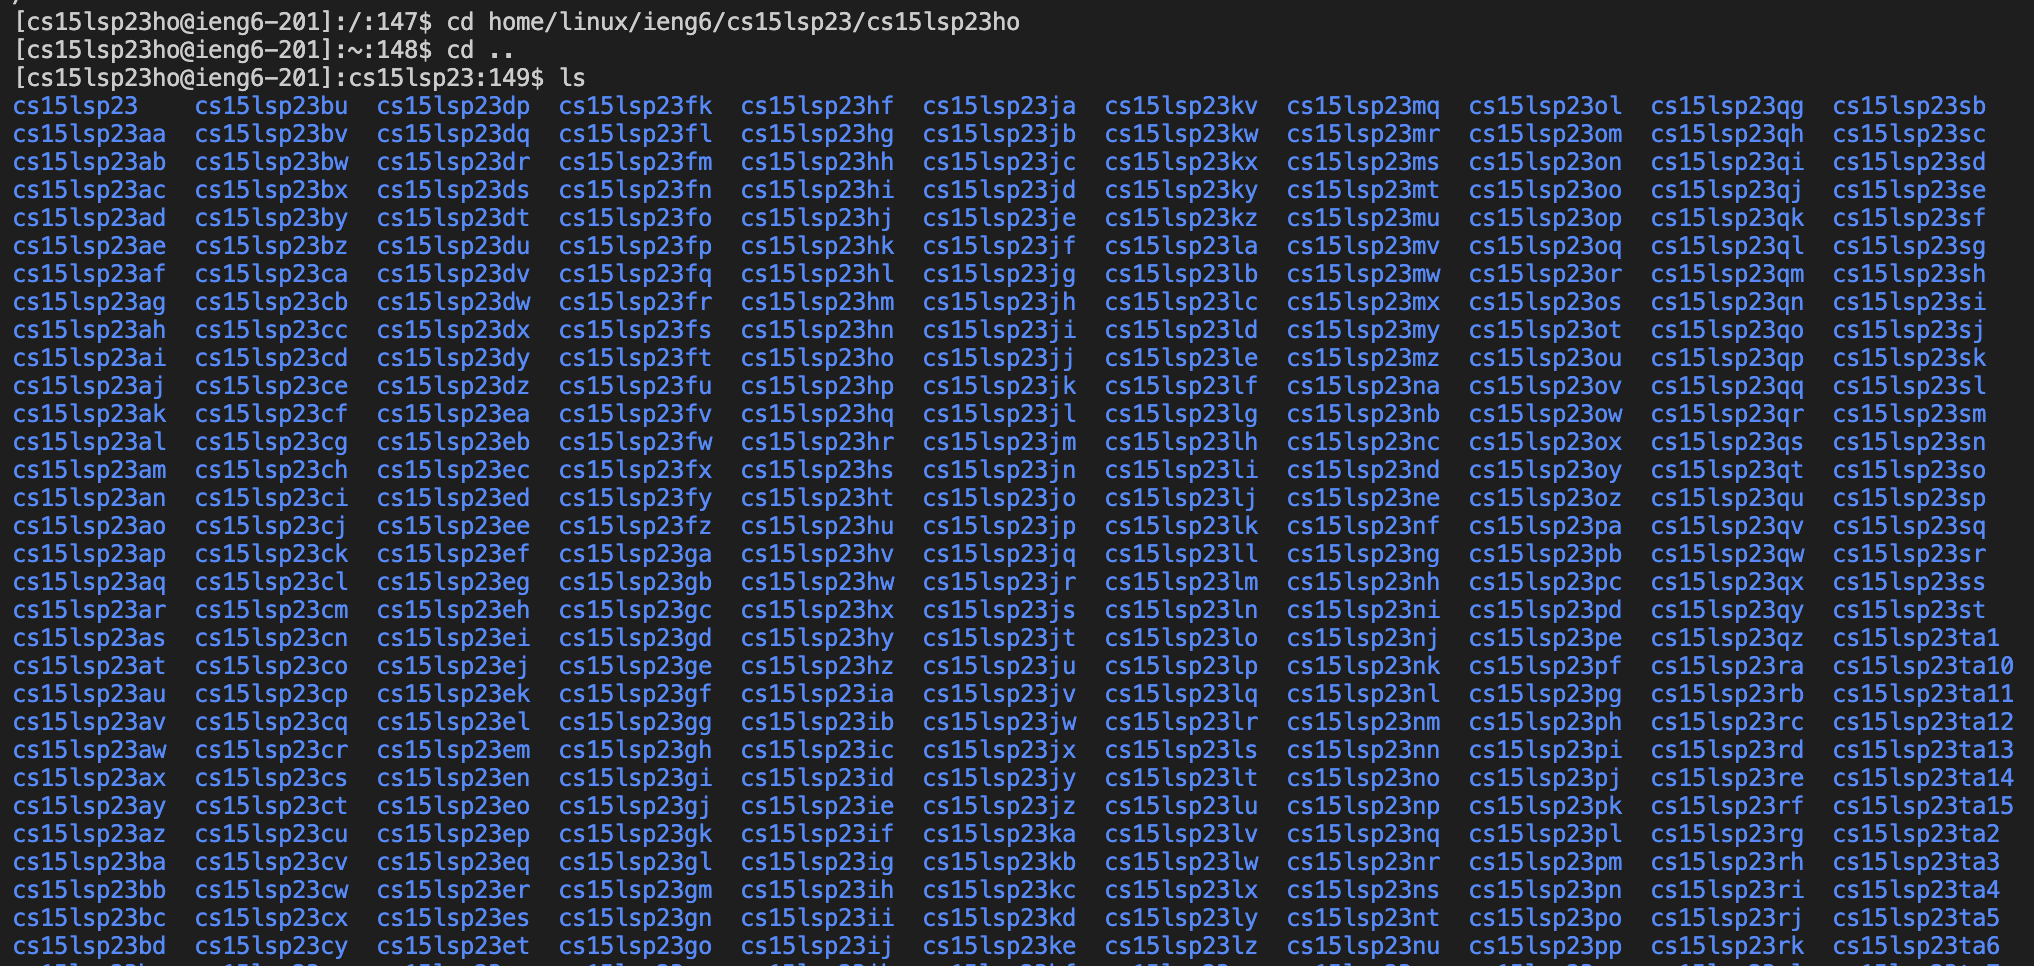 [cs15lsp23ho@ieng6-201]:/:147$ cd home/linux/ieng6/cs15lsp23/cs15lsp23ho
[cs15lsp23ho@ieng6-201]:~:148$ cd ..
[cs15lsp23ho@ieng6-201]:cs15lsp23:149$ ls
cs15lsp23 cs15lsp23bu cs15lsp23dp cs15lsp23fk cs15lsp23hf cs15lsp23ja cs15lsp23kv cs15lsp23mq cs15lsp23ol cs15lsp23qg cs15lsp23sb
cs15lsp23aa cs15lsp23bv cs15lsp23dq cs15lsp23fl cs15lsp23hg cs15lsp23jb cs15lsp23kw cs15lsp23mr cs15lsp23om cs15lsp23qh cs15lsp23sc
cs15lsp23ab cs15lsp23bw cs15lsp23dr cs15lsp23fm cs15lsp23hh cs15lsp23jc cs15lsp23kx cs15lsp23ms cs15lsp23on cs15lsp23qi cs15lsp23sd
cs15lsp23ac cs15lsp23bx cs15lsp23ds cs15lsp23fn cs15lsp23hi cs15lsp23jd cs15lsp23ky cs15lsp23mt cs15lsp23oo cs15lsp23qj cs15lsp23se
cs15lsp23ad cs15lsp23by cs15lsp23dt cs15lsp23fo cs15lsp23hj cs15lsp23je cs15lsp23kz cs15lsp23mu cs15lsp23op cs15lsp23qk cs15lsp23sf
cs15lsp23ae cs15lsp23bz cs15lsp23du cs15lsp23fp cs15lsp23hk cs15lsp23jf cs15lsp23la cs15lsp23mv cs15lsp23oq cs15lsp23ql cs15lsp23sg
cs15lsp23af cs15lsp23ca cs15lsp23dv cs15lsp23fq cs15lsp23hl cs15lsp23jg cs15lsp23lb cs15lsp23mw cs15lsp23or cs15lsp23qm cs15lsp23sh
cs15lsp23ag cs15lsp23cb cs15lsp23dw cs15lsp23fr cs15lsp23hm cs15lsp23jh cs15lsp23lc cs15lsp23mx cs15lsp23os cs15lsp23qn cs15lsp23si
cs15lsp23ah cs15lsp23cc cs15lsp23dx cs15lsp23fs cs15lsp23hn cs15lsp23ji cs15lsp23ld cs15lsp23my cs15lsp23ot cs15lsp23qo cs15lsp23sj
cs15lsp23ai cs15lsp23cd cs15lsp23dy cs15lsp23ft cs15lsp23ho cs15lsp23jj cs15lsp23le cs15lsp23mz cs15lsp23ou cs15lsp23qp cs15lsp23sk
cs15lsp23aj cs15lsp23ce cs15lsp23dz cs15lsp23fu cs15lsp23hp cs15lsp23jk cs15lsp23lf cs15lsp23na cs15lsp23ov cs15lsp23qq cs15lsp23sl
cs15lsp23ak cs15lsp23cf cs15lsp23ea cs15lsp23fv cs15lsp23hq cs15lsp23jl cs15lsp23lg cs15lsp23nb cs15lsp23ow cs15lsp23qr cs15lsp23sm
cs15lsp23al cs15lsp23cg cs15lsp23eb cs15lsp23fw cs15lsp23hr cs15lsp23jm cs15lsp23lh cs15lsp23nc cs15lsp23ox cs15lsp23qs cs15lsp23sn
cs15lsp23am cs15lsp23ch cs15lsp23ec cs15lsp23fx cs15lsp23hs cs15lsp23jn cs15lsp23li cs15lsp23nd cs15lsp23oy cs15lsp23qt cs15lsp23so
cs15lsp23an cs15lsp23ci cs15lsp23ed cs15lsp23fy cs15lsp23ht cs15lsp23jo cs15lsp23lj cs15lsp23ne cs15lsp23oz cs15lsp23qu cs15lsp23sp
cs15lsp23ao cs15lsp23cj cs15lsp23ee cs15lsp23fz cs15lsp23hu cs15lsp23jp cs15lsp23lk cs15lsp23nf cs15lsp23pa cs15lsp23qv cs15lsp23sq
cs15lsp23ap cs15lsp23ck cs15lsp23ef cs15lsp23ga cs15lsp23hv cs15lsp23jq cs15lsp23ll cs15lsp23ng cs15lsp23pb cs15lsp23qw cs15lsp23sr
cs15lsp23aq cs15lsp23cl cs15lsp23eg cs15lsp23gb cs15lsp23hw cs15lsp23jr cs15lsp23lm cs15lsp23nh cs15lsp23pc cs15lsp23qx cs15lsp23ss
cs15lsp23ar cs15lsp23cm cs15lsp23eh cs15lsp23gc cs15lsp23hx cs15lsp23js cs15lsp23ln cs15lsp23ni cs15lsp23pd cs15lsp23qy cs15lsp23st
cs15lsp23as cs15lsp23cn cs15lsp23ei cs15lsp23gd cs15lsp23hy cs15lsp23jt cs15lsp23lo cs15lsp23nj cs15lsp23pe cs15lsp23qz cs15lsp23ta1
cs15lsp23at cs15lsp23co cs15lsp23ej cs15lsp23ge cs15lsp23hz cs15lsp23ju cs15lsp23lp cs15lsp23nk cs15lsp23pf cs15lsp23ra cs15lsp23ta10
cs15lsp23au cs15lsp23cp cs15lsp23ek cs15lsp23gf cs15lsp23ia cs15lsp23jv cs15lsp23lq cs15lsp23nl cs15lsp23pg cs15lsp23rb cs15lsp23ta11
cs15lsp23av cs15lsp23cq cs15lsp23el cs15lsp23gg cs15lsp23ib cs15lsp23jw cs15lsp23lr cs15lsp23nm cs15lsp23ph cs15lsp23rc cs15lsp23ta12
cs15lsp23aw cs15lsp23cr cs15lsp23em cs15lsp23gh cs15lsp23ic cs15lsp23jx cs15lsp23ls cs15lsp23nn cs15lsp23pi cs15lsp23rd cs15lsp23ta13
cs15lsp23ax cs15lsp23cs cs15lsp23en cs15lsp23gi cs15lsp23id cs15lsp23jy cs15lsp23lt cs15lsp23no cs15lsp23pj cs15lsp23re cs15lsp23ta14
cs15lsp23ay cs15lsp23ct cs15lsp23eo cs15lsp23gj cs15lsp23ie cs15lsp23jz cs15lsp23lu cs15lsp23np cs15lsp23pk cs15lsp23rf cs15lsp23ta15
cs15lsp23az cs15lsp23cu cs15lsp23ep cs15lsp23gk cs15lsp23if cs15lsp23ka cs15lsp23lv cs15lsp23nq cs15lsp23pl cs15lsp23rg cs15lsp23ta2
cs15lsp23ba cs15lsp23cv cs15lsp23eq cs15lsp23gl cs15lsp23ig cs15lsp23kb cs15lsp23lw cs15lsp23nr cs15lsp23pm cs15lsp23rh cs15lsp23ta3
cs15lsp23bb cs15lsp23cw cs15lsp23er cs15lsp23gm cs15lsp23ih cs15lsp23kc cs15lsp23lx cs15lsp23ns cs15lsp23pn cs15lsp23ri cs15lsp23ta4
cs15lsp23bc cs15lsp23cx cs15lsp23es cs15lsp23gn cs15lsp23ii cs15lsp23kd cs15lsp23ly cs15lsp23nt cs15lsp23po cs15lsp23rj cs15lsp23ta5
cs15lsp23bd cs15lsp23cy cs15lsp23et cs15lsp23go cs15lsp23ij cs15lsp23ke cs15lsp23lz cs15lsp23nu cs15lsp23pp cs15lsp23rk cs15lsp23ta6